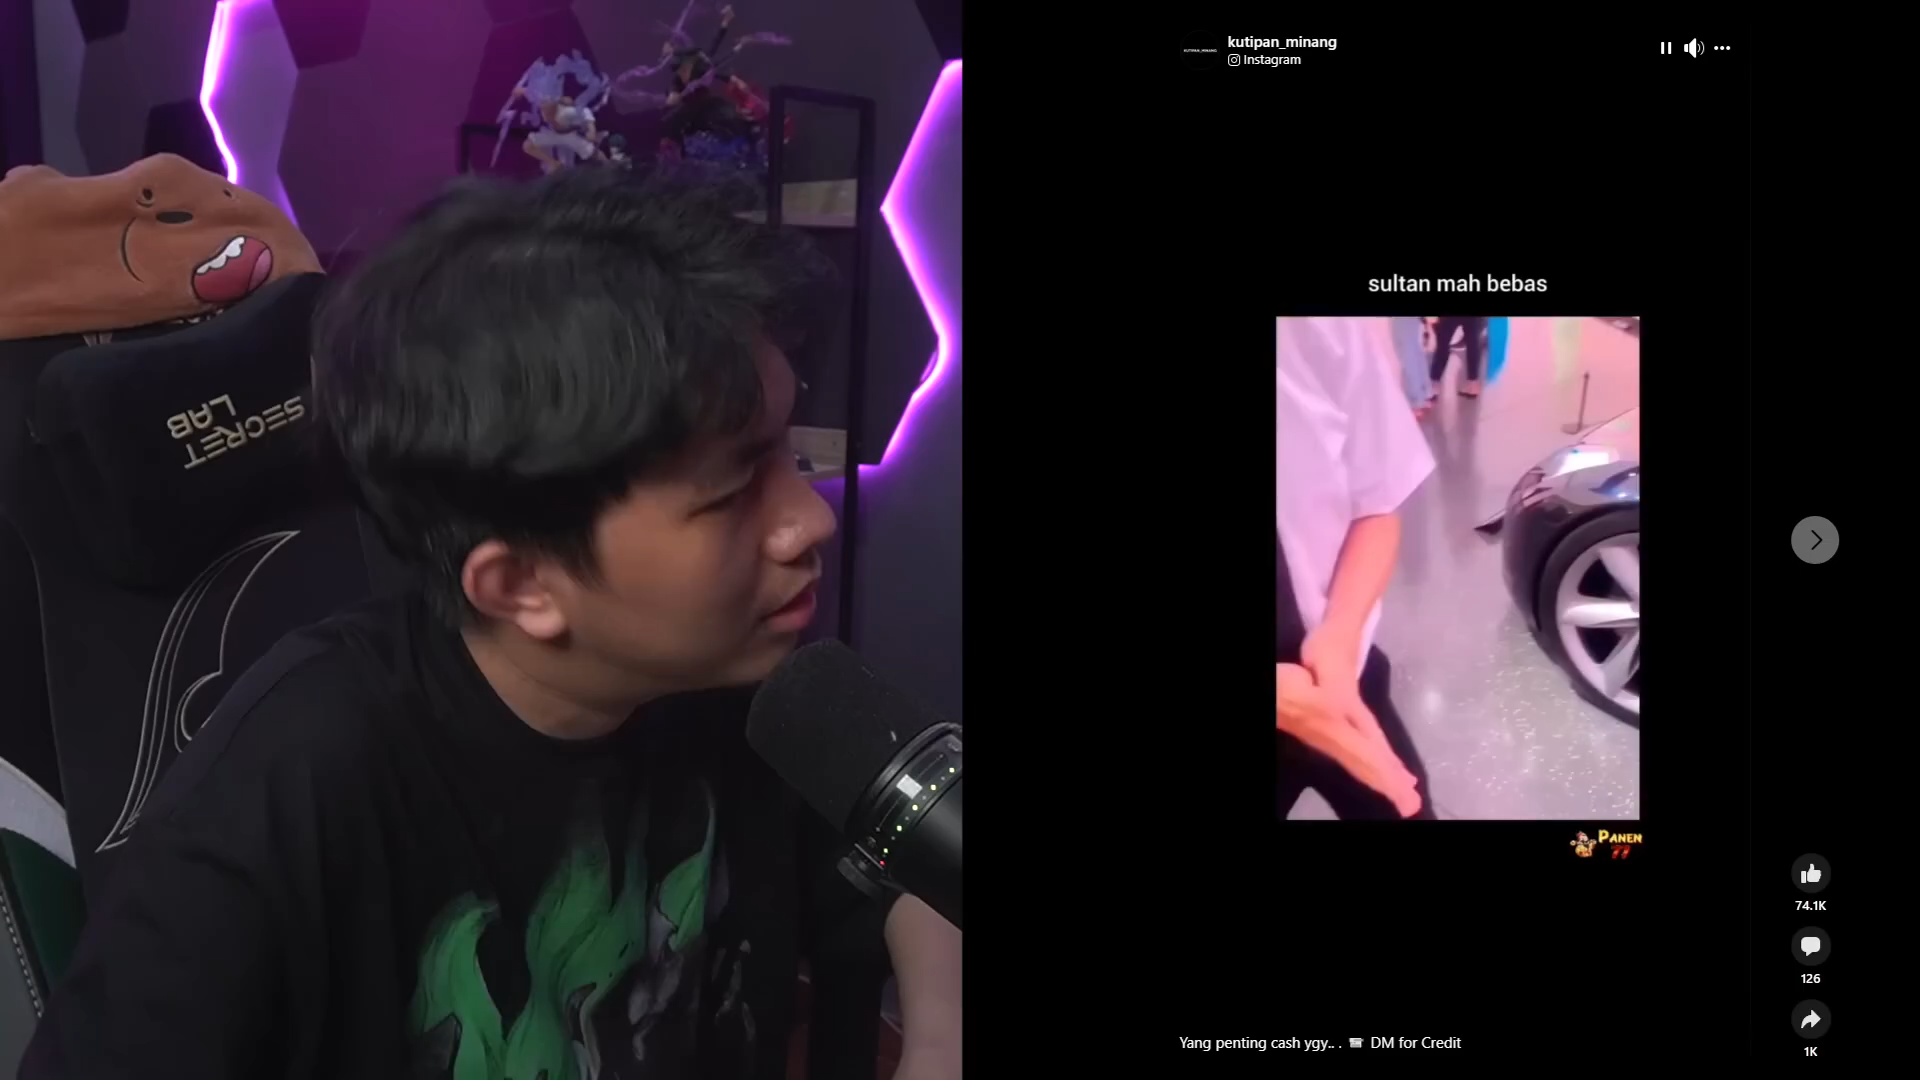 kutipan_minang
Instagram
sultan mah bebas
SECRET
LAB
PANEN
77
74.1K
126
1K
Yang penting cash ygy.. . DM for Credit